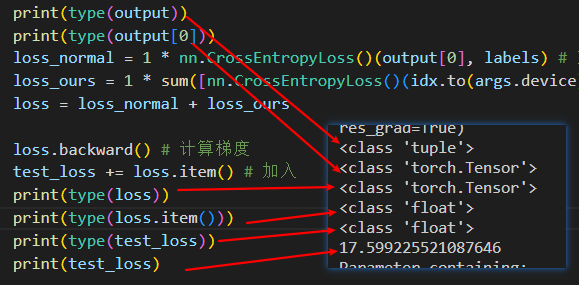 print(type(output))
print(type(output[0]))
loss_normal = 1 * nn.CrossEntropyLoss()(output[0], labels) #
loss_ours = 1 * sum([nn.CrossEntropyLoss()(idx.to(args.device
loss = loss_normal + loss_ours
loss.backward() # 计算梯度
test_loss += loss.item() # 加入
print(type(loss))
print(type(loss.item()))
print(type(test_loss))
print(test_loss)
res_grad=True)
<class 'tuple'>
<class 'torch.Tensor'>
<class 'torch.Tensor'>
<class 'float'>
<class 'float'>
17.599225521087646
Parameter containing: